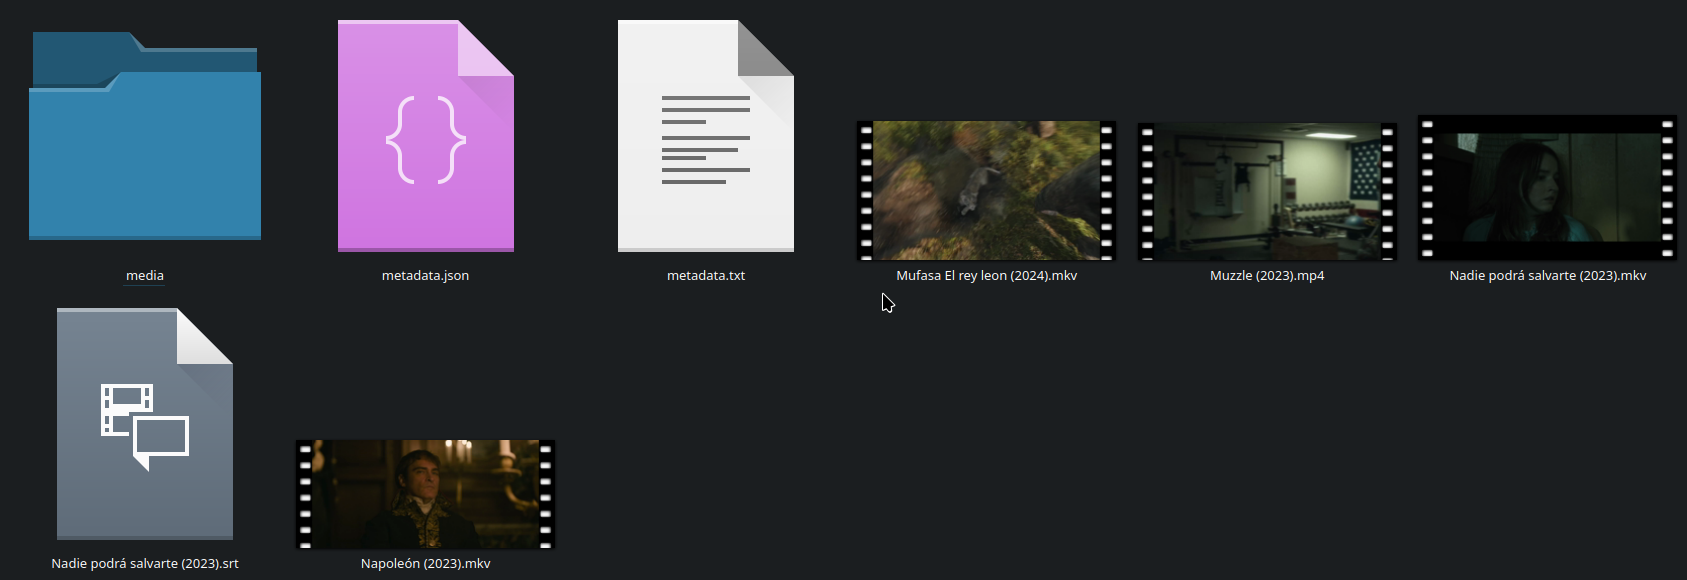 media
metadata.json
metadata.txt
Mufasa El rey leon (2024).mkv
Muzzle (2023).mp4
Nadie podrá salvarte (2023).mkv
Nadie podrá salvarte (2023).srt
Napoleón (2023).mkv